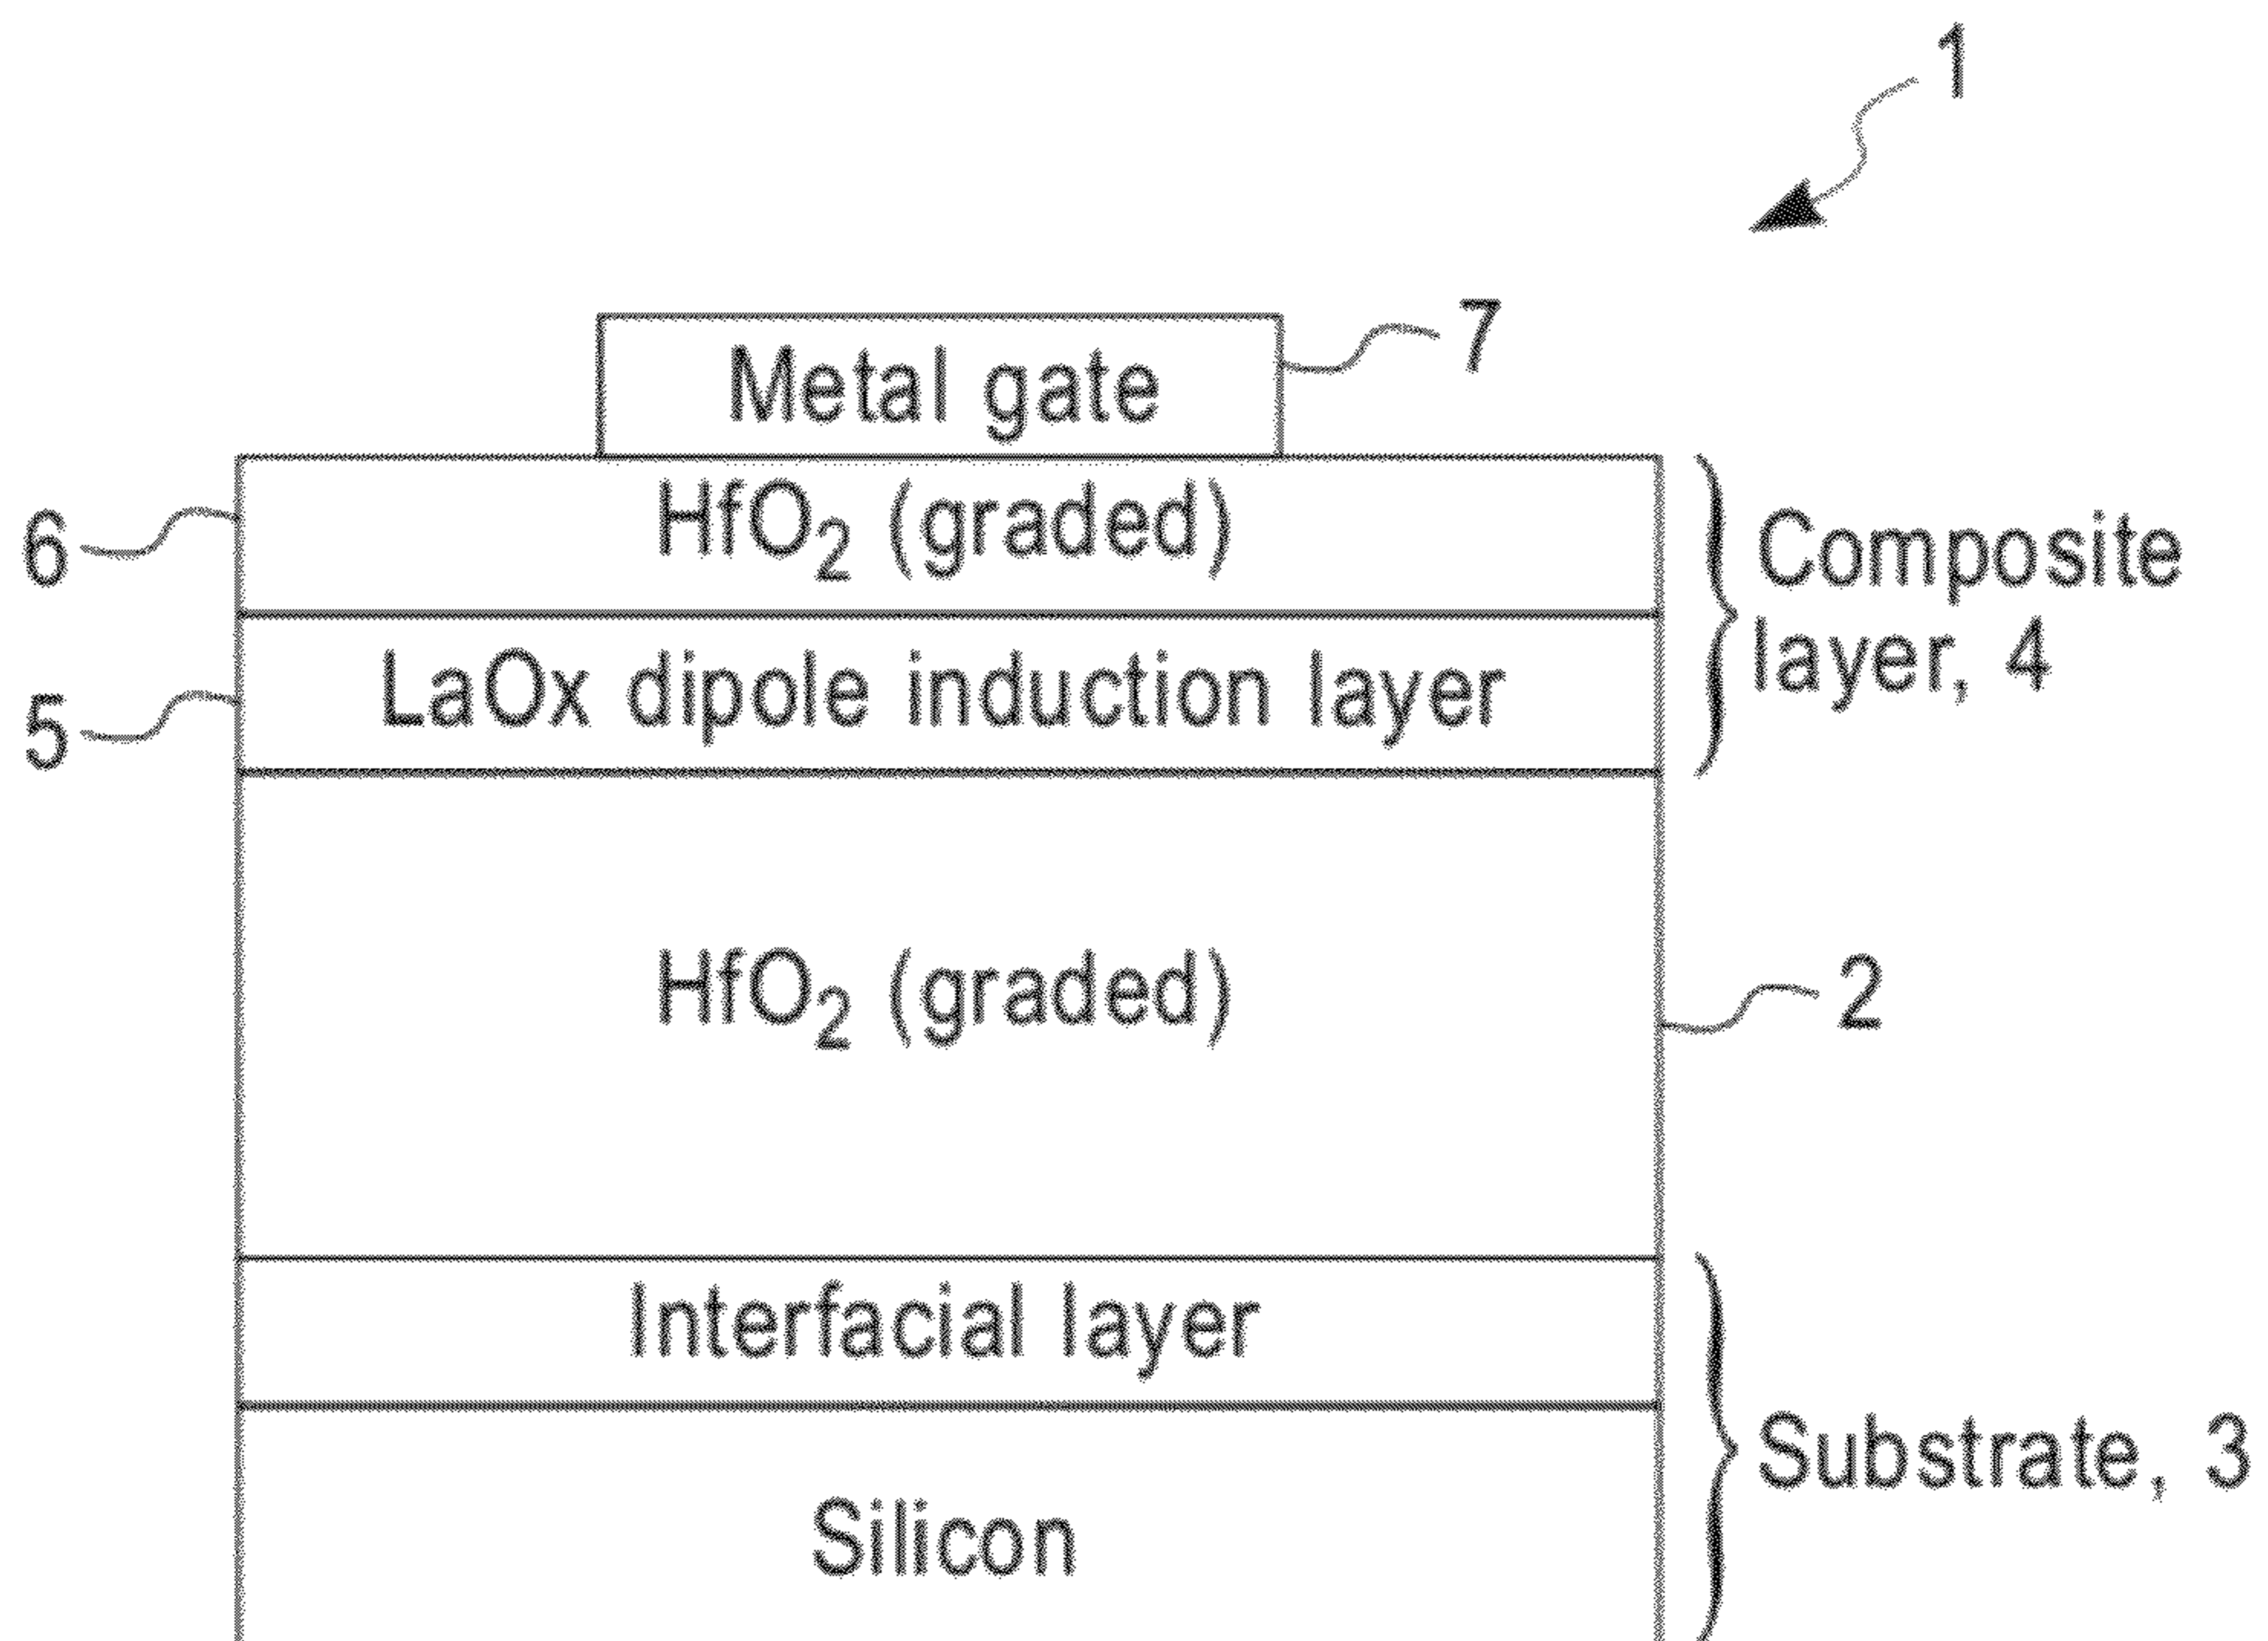 1
Metal gate
7
HfO₂ (graded)
6
Composite
layer, 4
LaOx dipole induction layer
5
HfO₂ (graded)
2
Interfacial layer
Substrate, 3
Silicon